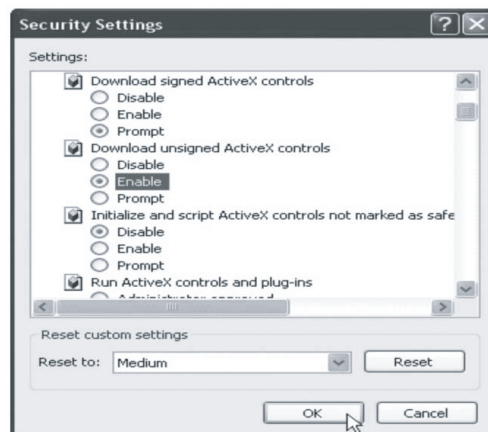 Security Settings
Settings:
Download signed ActiveX controls
Disable
Enable
Prompt
Download unsigned ActiveX controls
Disable
Enable
Prompt
Initialize and script ActiveX controls not marked as safe
Disable
Enable
Prompt
Run ActiveX controls and plug-ins
Administrator approved
Reset custom settings
Reset to: Medium Reset
OK Cancel